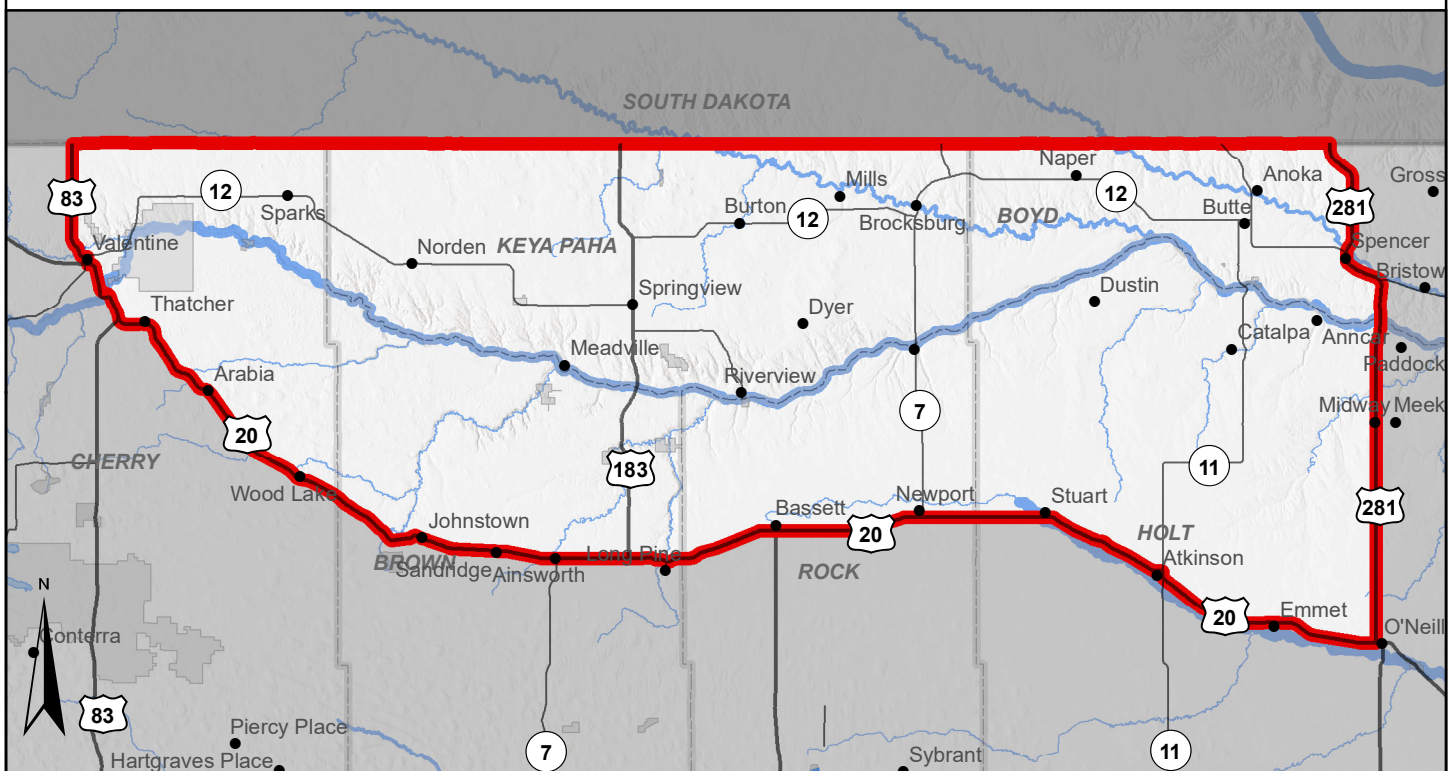 SOUTH DAKOTA
Naper
Mills
Anoka
Gross
83
12
Sparks
Burton
12
Brocksburg
BOYD
12
Butte
281
Valentine
Norden
KEYA PAHA
Spencer
Bristow
Thatcher
Springview
Dyer
Dustin
Catalpa
Anncar
Meadville
Paddock
Arabia
Riverview
7
Midway
Meek
20
CHERRY
183
11
Wood Lake
Bassett
Newport
Stuart
281
Johnstown
20
HOLT
BROWN
Sandridge
Ainsworth
Long Pine
ROCK
Atkinson
N
20
Emmet
O'Neill
Conterra
83
Piercy Place
7
11
Hartgraves Place
Sybrant